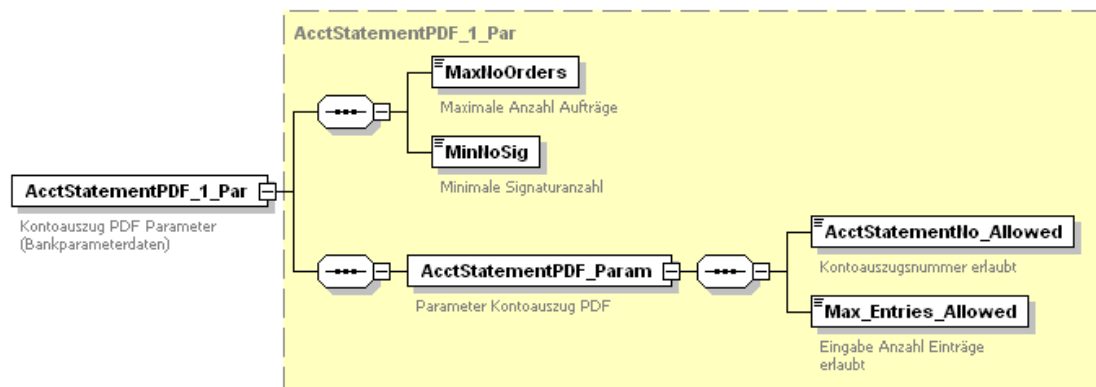 AcctStatementPDF_1_Par
MaxNoOrders
Maximale Anzahl Aufträge
MinNoSig
Minimale Signaturanzahl
AcctStatementPDF_1_Par
Kontoauszug PDF Parameter
(Bankparameterdaten)
AcctStatementPDF_Param
Parameter Kontoauszug PDF
AcctStatementNo_Allowed
Kontoauszugsnummer erlaubt
Max_Entries_Allowed
Eingabe Anzahl Einträge
erlaubt